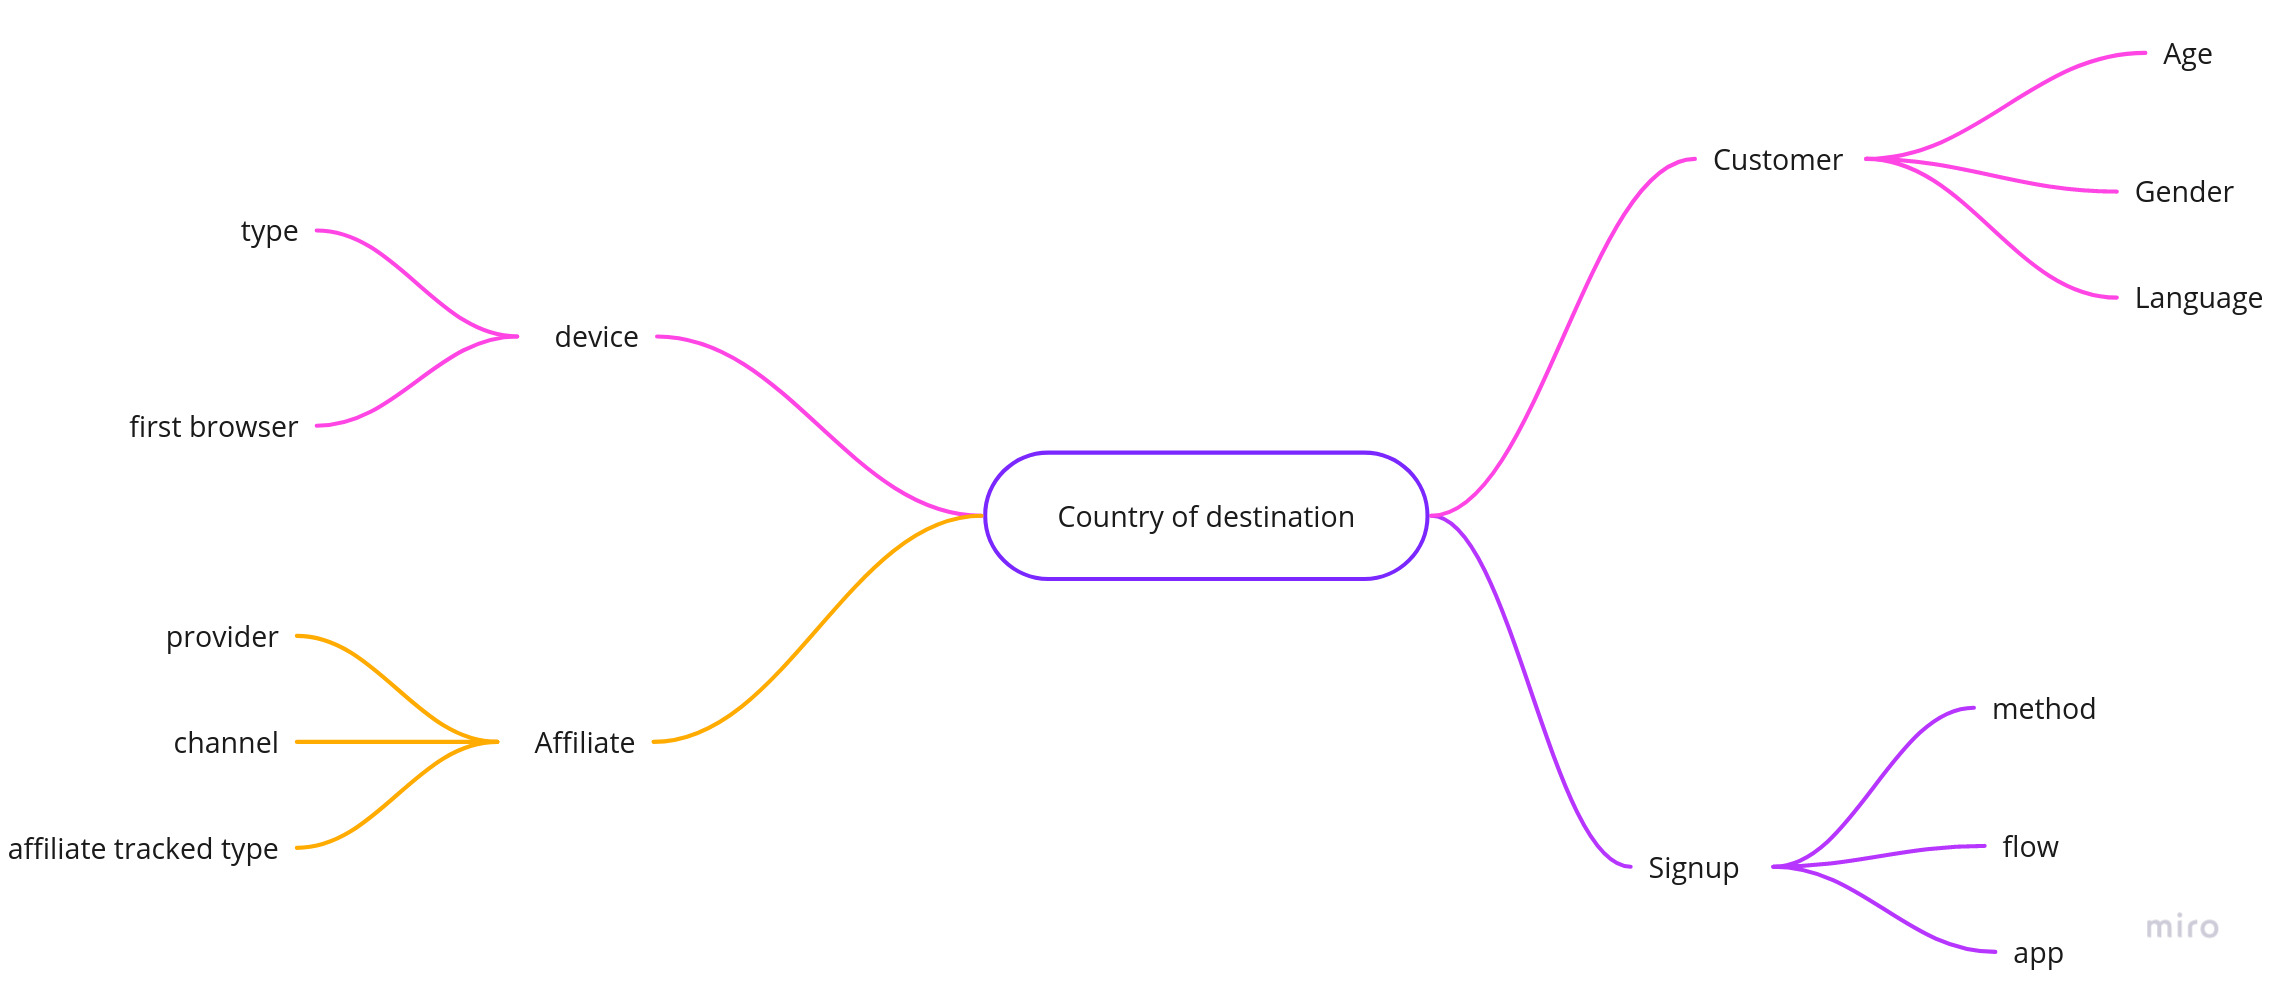 Age
Customer
Gender
Language
type
device
first browser
Country of destination
provider
channel
Affiliate
affiliate tracked type
method
flow
Signup
app
miro